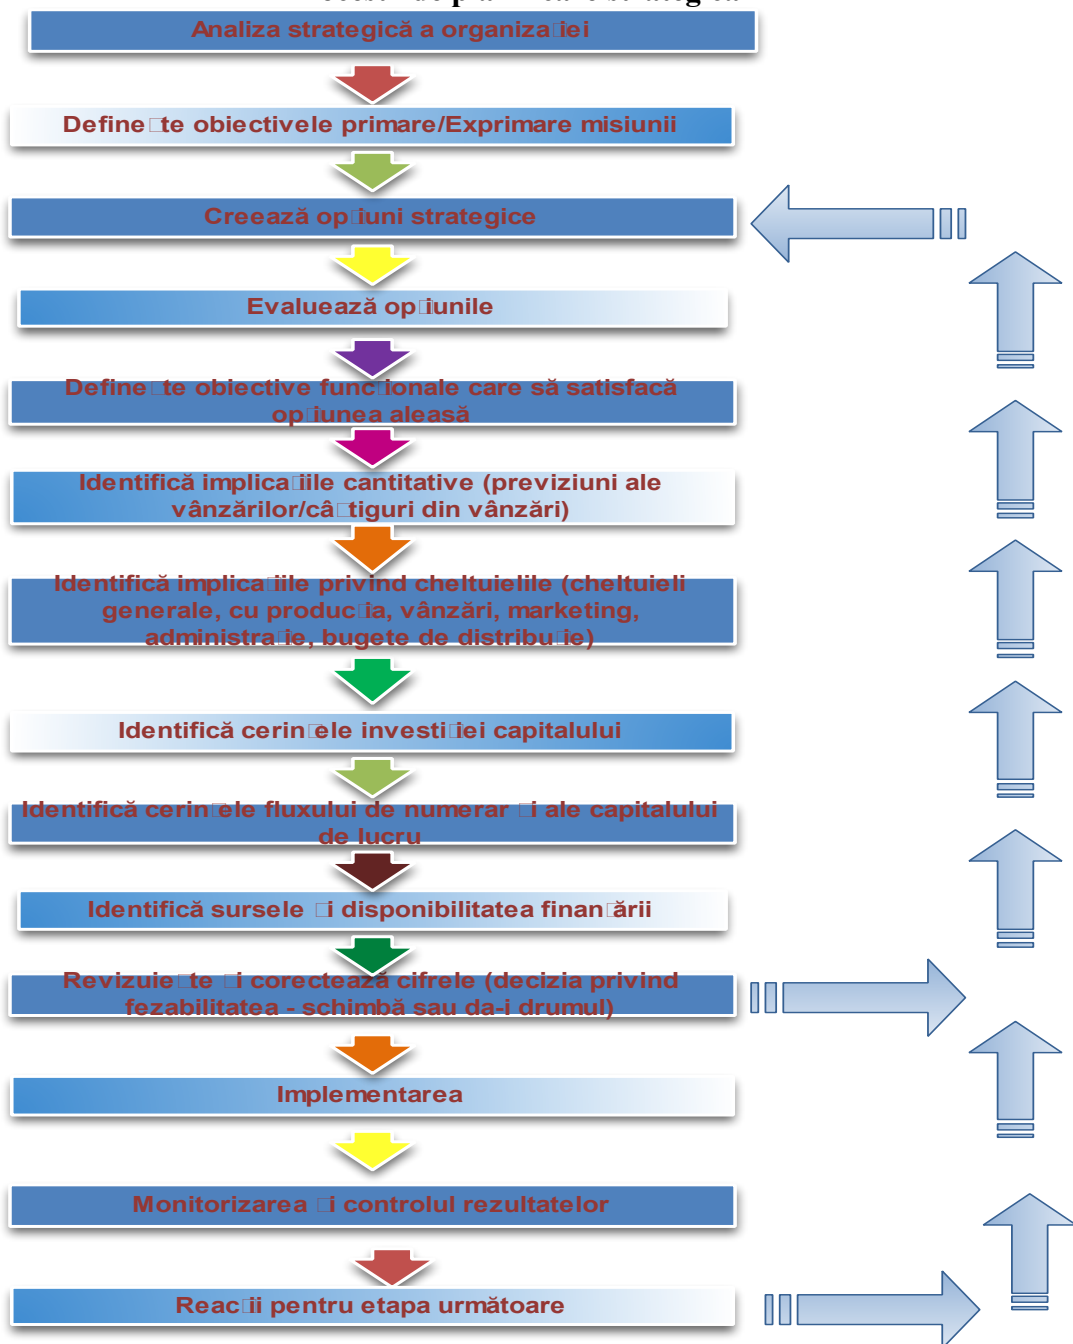 de planificare strategică
Analiza strategică a organiza□iei
Define□te obiectivele primare/Exprimare misiunii
Creează op□iuni strategice
Evaluează op□iunile
Define□te obiective func□ionale care să satisfacă
op□iunea aleasă
Identifică implica□iile cantitative (previziuni ale
vânzărilor/câ□tiguri din vânzări)
Identifică implica□iile privind cheltuielile (cheltuieli
generale, cu produc□ia, vânzări, marketing,
administra□ie, bugete de distribu□ie)
Identifică cerin□ele investi□iei capitalului
Identifică cerin□ele fluxului de numerar □i ale capitalului
de lucru
Identifică sursele □i disponibilitatea finan□ării
Revizuie□te □i corectează cifrele (decizia privind
fezabilitatea - schimbă sau da-i drumul)
Implementarea
Monitorizarea □i controlul rezultatelor
Reac□ii pentru etapa următoare